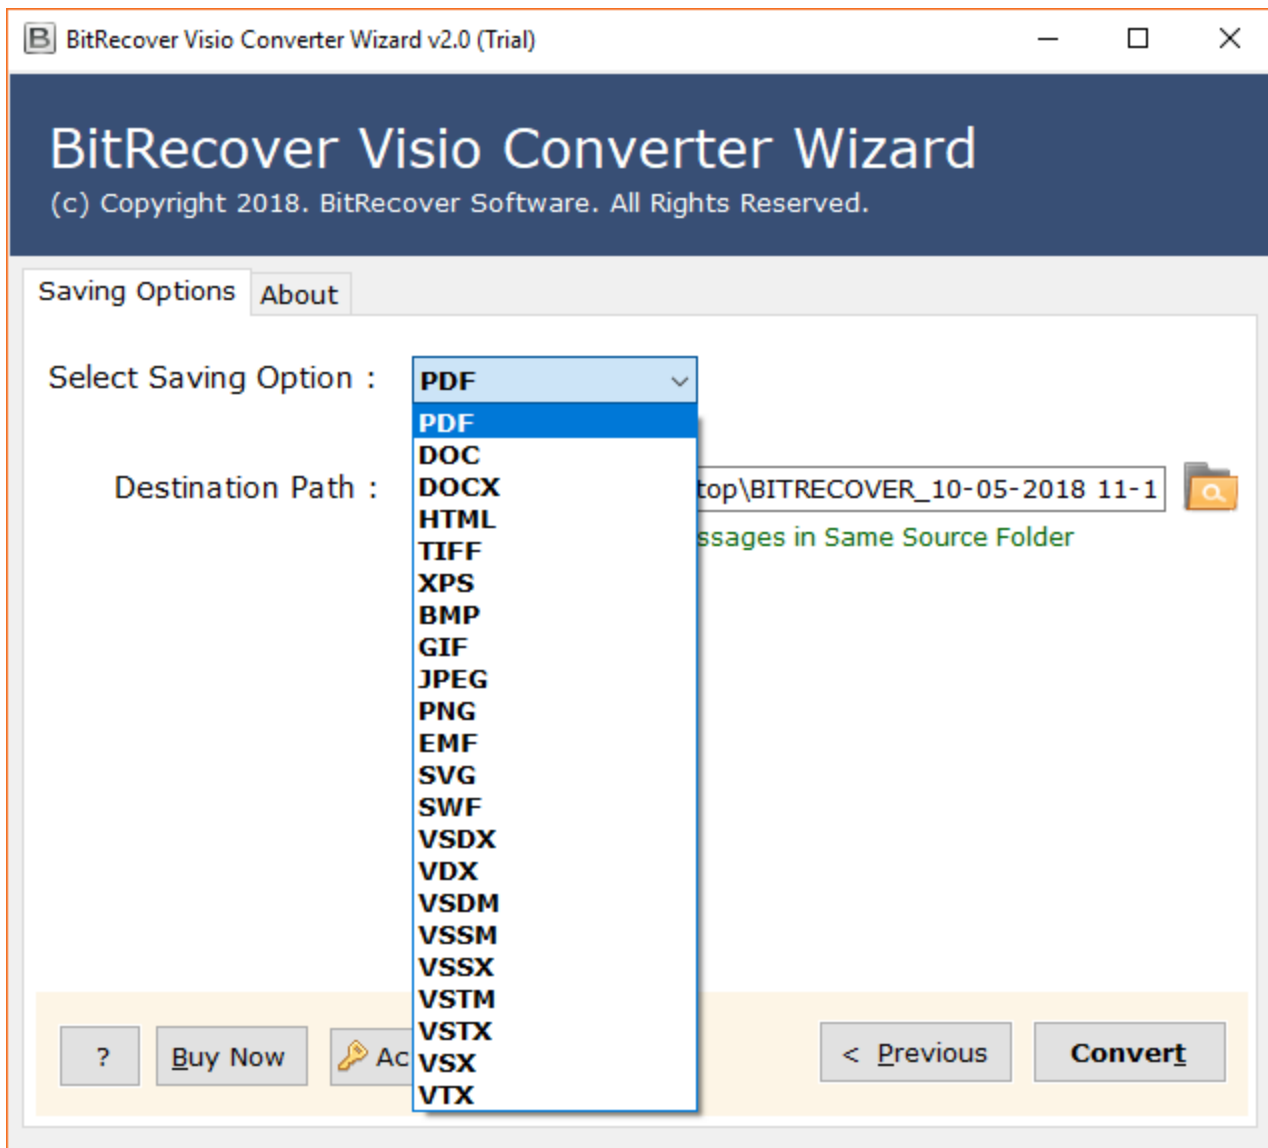 BitRecover Visio Converter Wizard v2.0 (Trial)
BitRecover Visio Converter Wizard
(c) Copyright 2018. BitRecover Software. All Rights Reserved.
Saving Options About
Select Saving Option : PDF
PDF
DOC
Destination Path : DOCX top\BITRECOVER_10-05-2018 11-1
HTML
ssages in Same Source Folder
TIFF
XPS
BMP
GIF
JPEG
PNG
EMF
SVG
SWF
VSDX
VDX
VSDM
VSSM
VSSX
VSTM
VSTX
VSX
VTX
? Buy Now Ac < Previous Convert